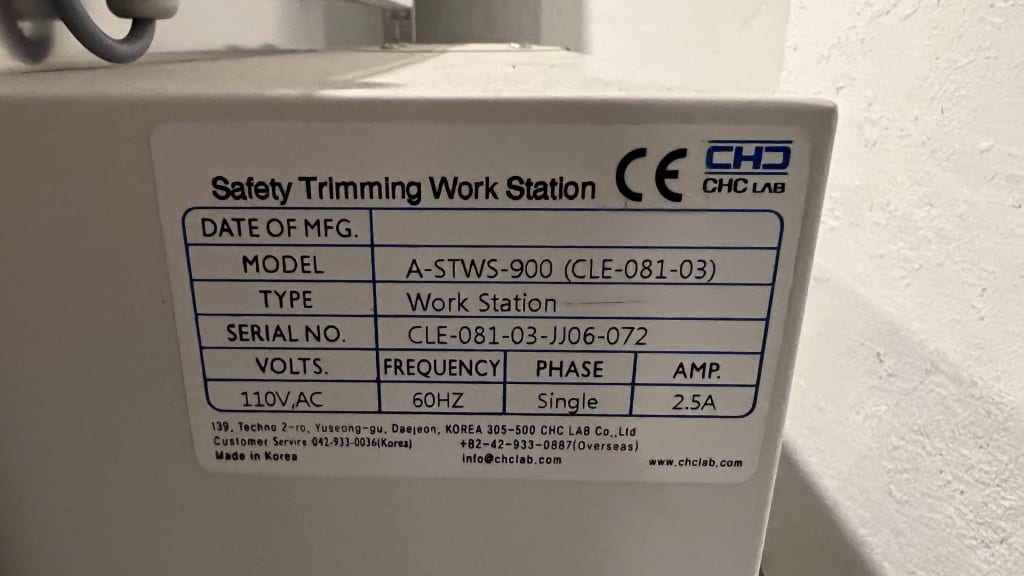 CHC
Safety Trimming Work Station CE CHC LAB
DATE OF MFG.
MODEL A-STWS-900 (CLE-081-03)
TYPE Work Station
SERIAL NO. CLE-081-03-JJ06-072
VOLTS. FREQUENCY PHASE AMP.
110V,AC 60HZ Single 2.5A
139, Techno 2-ro, Yuseong-gu, Daejeon, KOREA 305-500 CHC LAB Co.,Ltd
Customer Service 042-933-0036(Korea) +82-42-933-0887(Overseas)
Made in Korea info@chclab.com www.chclab.com